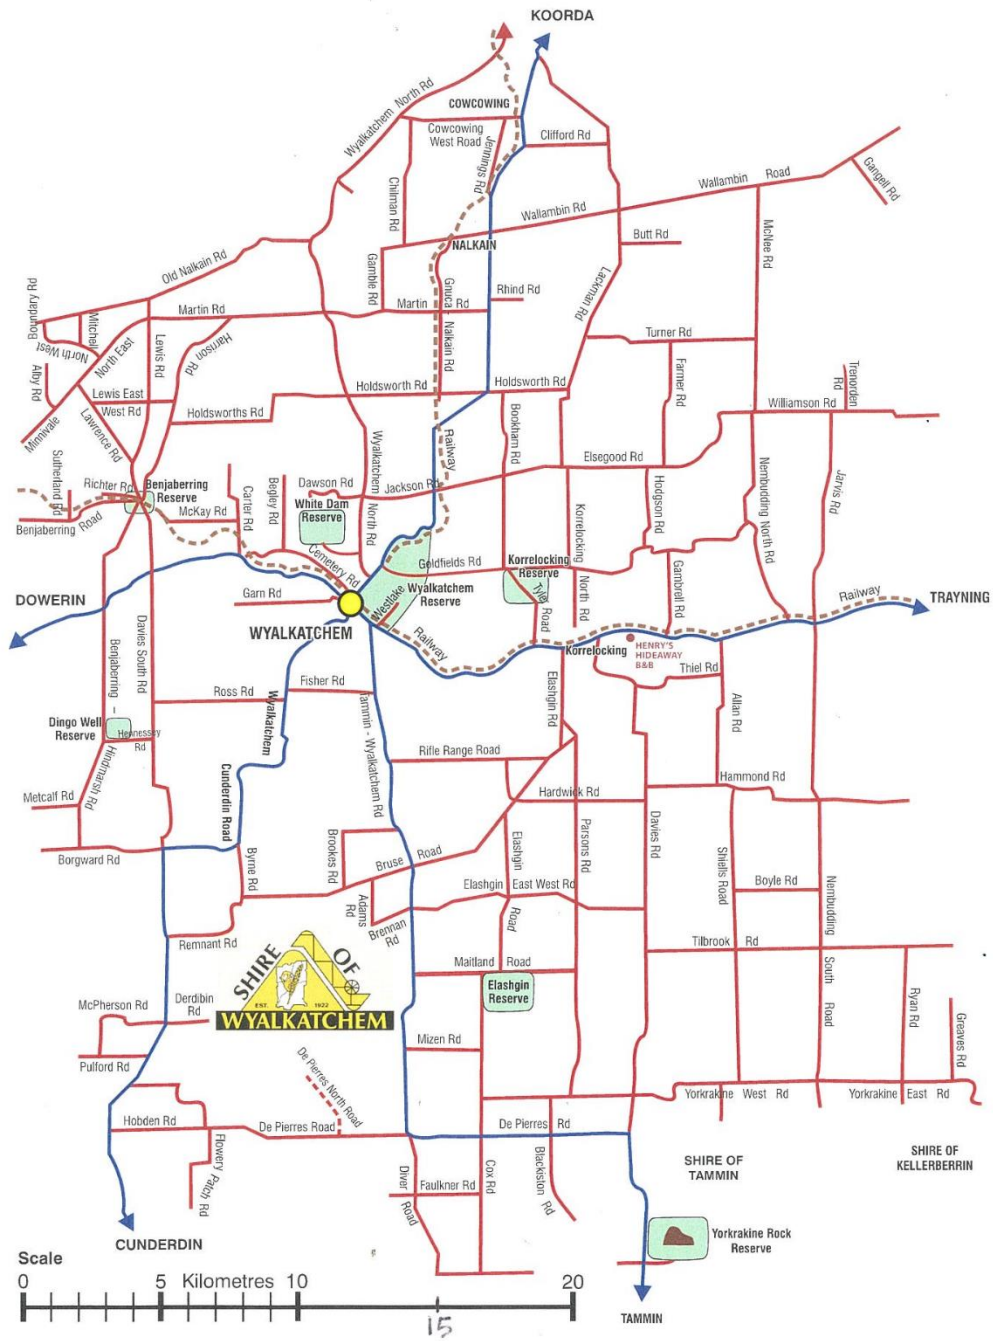 KOORDA
Wyalkatchem North Rd
COWCOWING
Cowcowing
West Road
Jennings Rd
Clifford Rd
Chilman Rd
Wallambin Road
Gangell Rd
Wallambin Rd
McNee Rd
NALKAIN
Butt Rd
Old Nalkain Rd
Gamble Rd
Lackman Rd
Boundary Rd
North West
Mitchell
Martin Rd
Martin Rd
Gnuca - Nalkain Rd
Rhind Rd
Turner Rd
Lewis Rd
Harrison Rd
North East
Alby Rd
Minnivale
Farmer Rd
Trenorden
Rd
Holdsworth Rd
Holdsworth Rd
Lewis East
West Rd
Holdsworths Rd
Lawrence Rd
Williamson Rd
Bookham Rd
Railway
Wyalkatchem
North Rd
Elsegood Rd
Sutherland Rd
Richter Rd
Benjaberring
Reserve
Carter Rd
Begley Rd
Dawson Rd
Jackson Rd
White Dam
Reserve
McKay Rd
Benjaberring Road
Hodgson Rd
Nembudding North Rd
Jarvis Rd
Korrelocking
North Rd
Cemetery Rd
Goldfields Rd
Korrelocking
Reserve
Tyler Road
Gambrell Rd
Garn Rd
Westlake
Wyalkatchem
Reserve
DOWERIN
WYALKATCHEM
Railway
Railway
TRAYNING
Korrelocking
HENRY'S
HIDEAWAY
B&B
Thiel Rd
Benjaberring -
Hindmarsh Rd
Davies South Rd
Fisher Rd
Ross Rd
Wyalkatchem
Cunderdin Road
Tammin - Wyalkatchem Rd
Elashgin Rd
Allan Rd
Dingo Well
Reserve
Hennessey
Rd
Rifle Range Road
Metcalf Rd
Hardwick Rd
Hammond Rd
Borgward Rd
Byrne Rd
Brookes Rd
Bruse Road
Elashgin
Road
Parsons Rd
Davies Rd
Shiells Road
Boyle Rd
Nembudding
South
Road
Adams
Rd
Elashgin East West Rd
Brennan
Rd
Remnant Rd
Tilbrook Rd
Maitland Road
Elashgin
Reserve
SHIRE OF
EST. 1922
WYALKATCHEM
McPherson Rd
Derdibin
Rd
Ryan Rd
Greaves Rd
Mizen Rd
Pulford Rd
De Pierres North Road
Yorkrakine West Rd
Yorkrakine East Rd
Hobden Rd
De Pierres Road
De Pierres Rd
Flowery Patch Rd
Diver Road
Faulkner Rd
Cox Rd
Blackiston Rd
SHIRE OF
TAMMIN
SHIRE OF
KELLERBERRIN
Yorkrakine Rock
Reserve
CUNDERDIN
TAMMIN
Scale
0 5 Kilometres 10 20
15